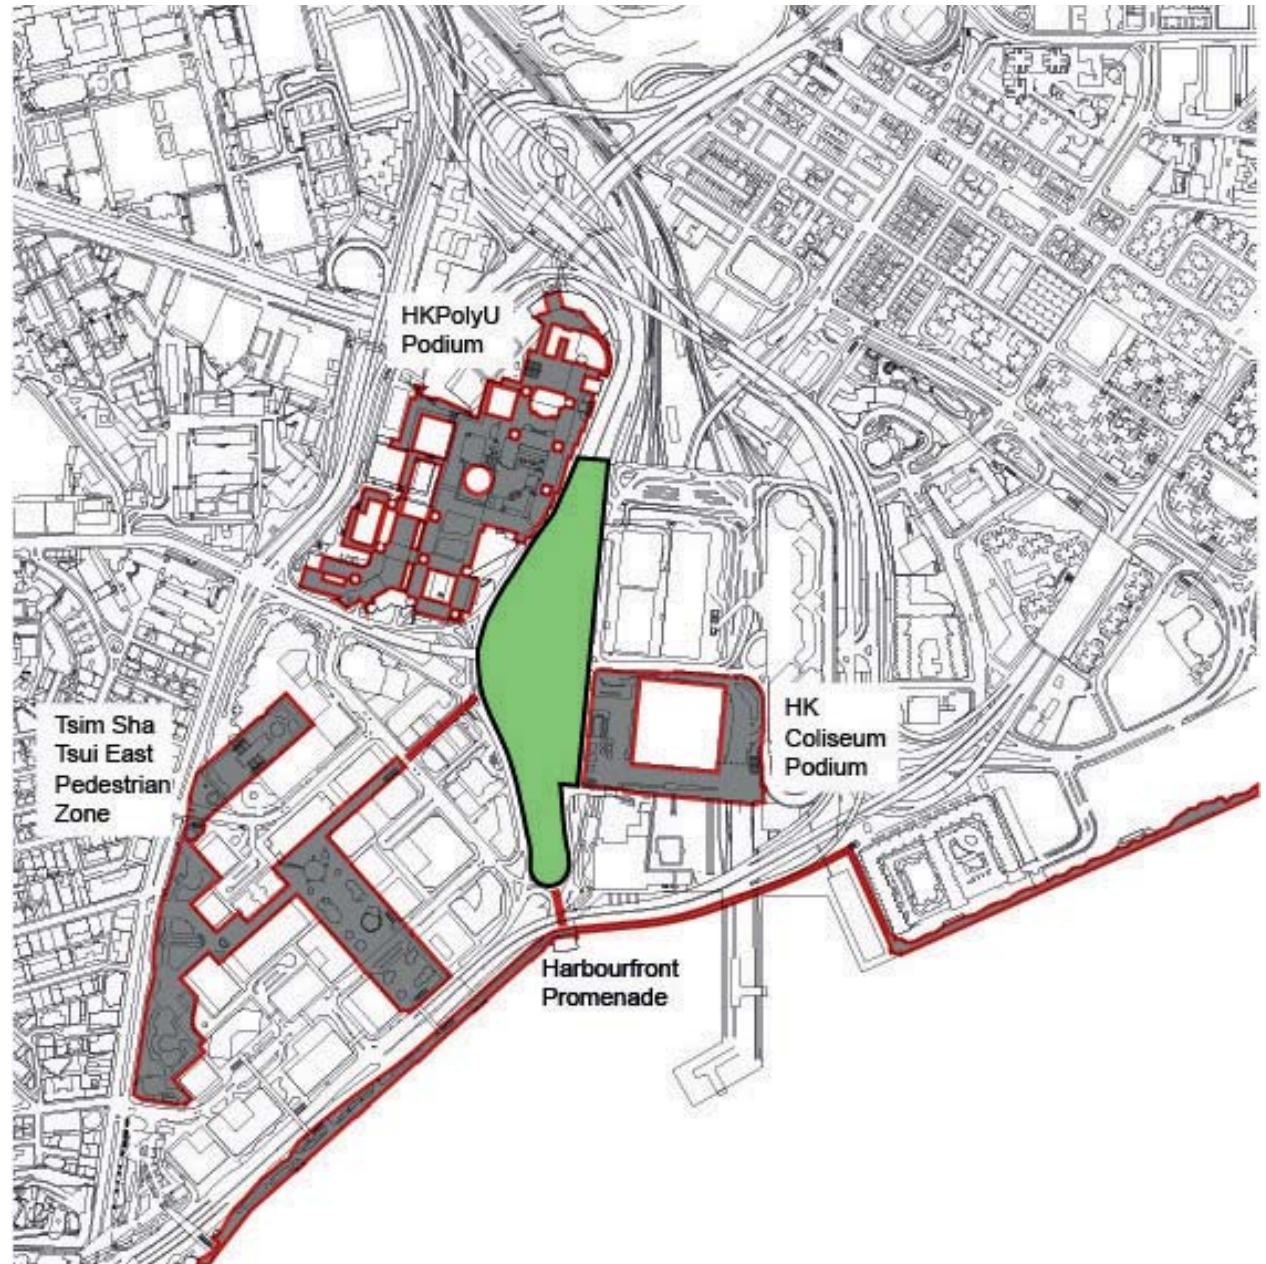 HKPolyU
Podium
Tsim Sha
Tsui East
Pedestrian
Zone
HK
Coliseum
Podium
Harbourfront
Promenade